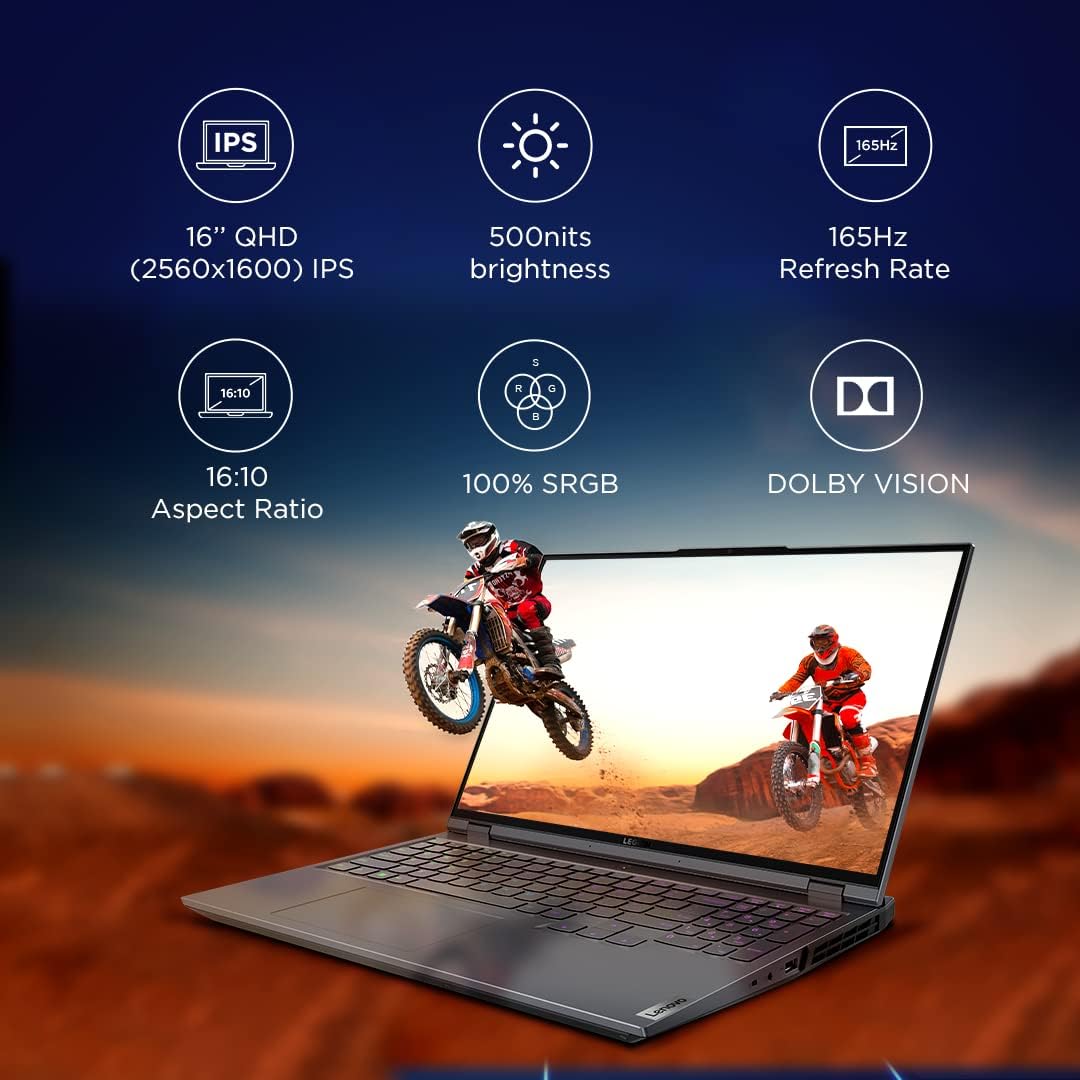 IPS
16’’ QHD
(2560x1600) IPS
500nits
brightness
165Hz
165Hz
Refresh Rate
16:10
16:10
Aspect Ratio
S
R G
B
100% SRGB
DOLBY VISION
Lenovo